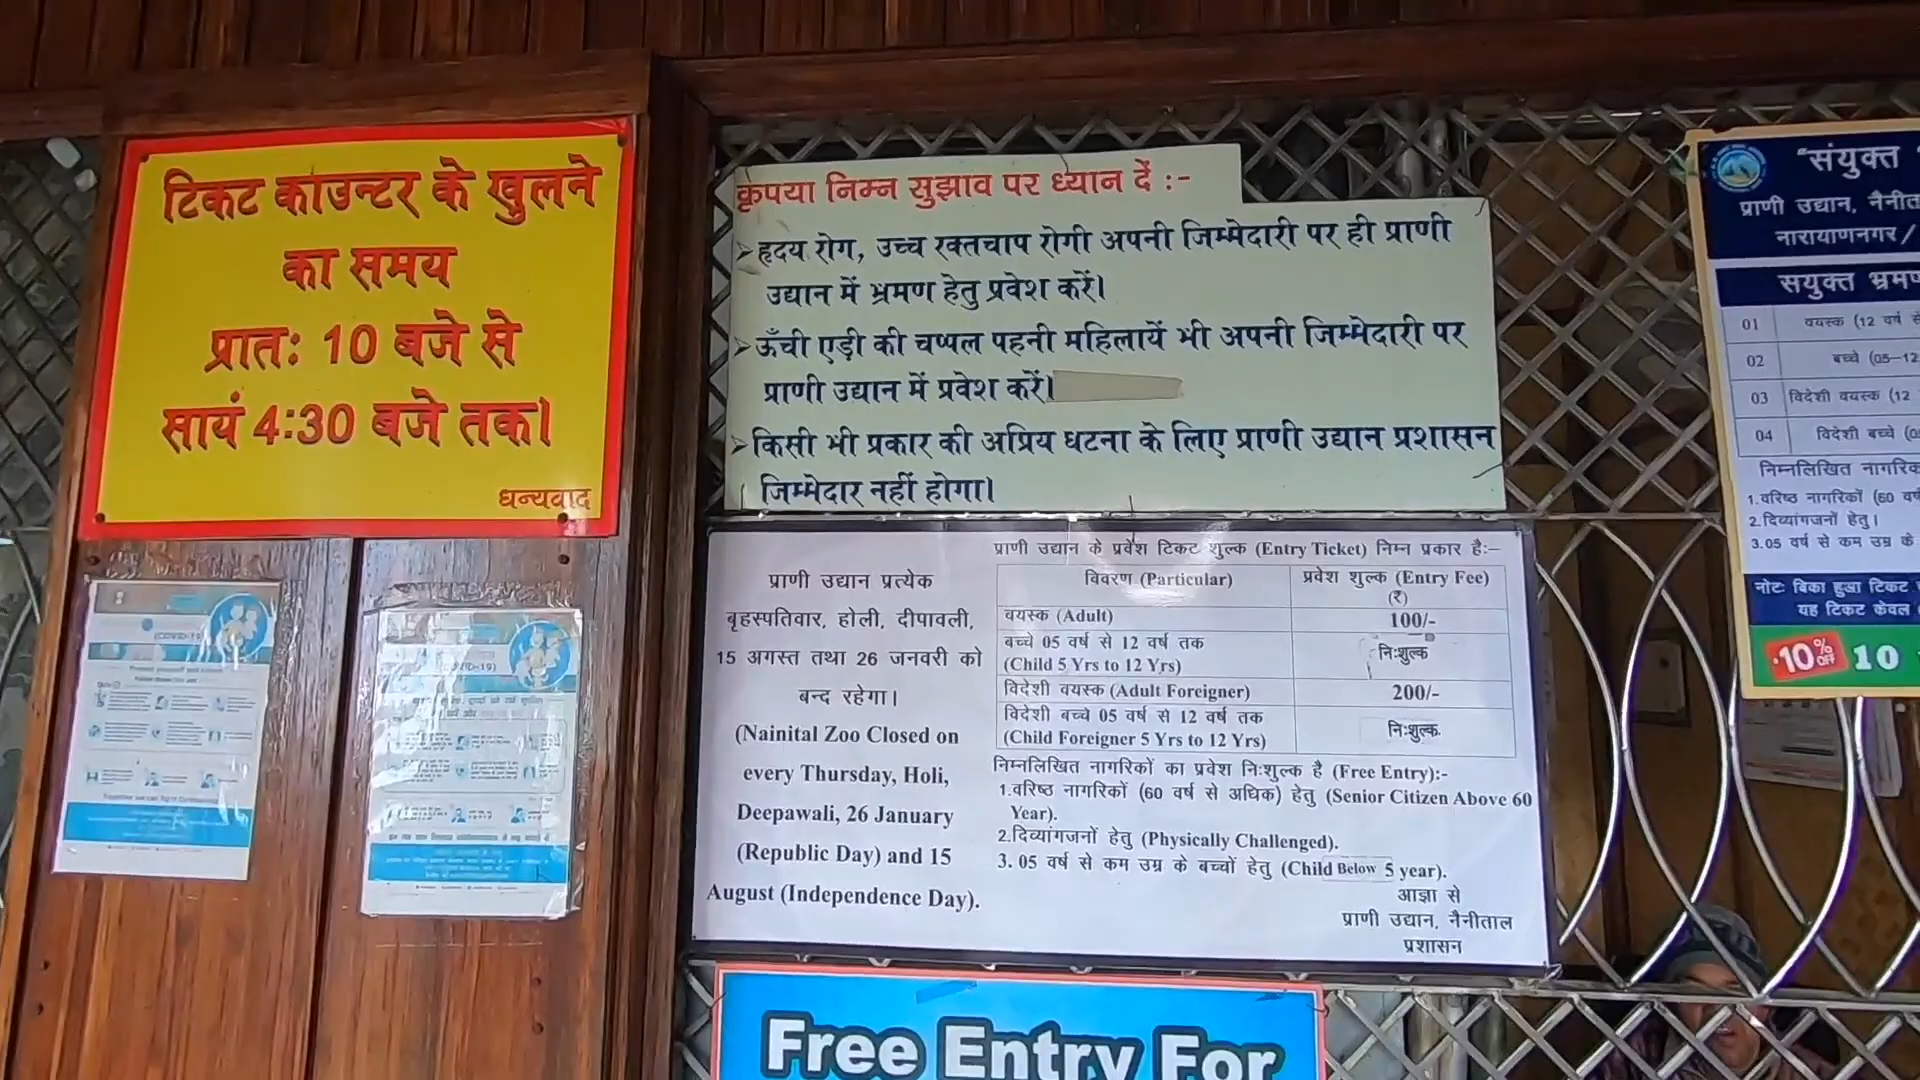 टिकट काउन्टर के खुलने
का समय
प्रातः 10 बजे से
सायं 4:30 बजे तक।
धन्यवाद
कृपया निम्न सुझाव पर ध्यान दें :-
➢हृदय रोग, उच्च रक्तचाप रोगी अपनी जिम्मेदारी पर ही प्राणी
उद्यान में भ्रमण हेतु प्रवेश करें।
➢ऊँची एड़ी की चप्पल पहनी महिलायें भी अपनी जिम्मेदारी पर
प्राणी उद्यान में प्रवेश करें।
➢किसी भी प्रकार की अप्रिय घटना के लिए प्राणी उद्यान प्रशासन
जिम्मेदार नहीं होगा।
प्राणी उद्यान प्रत्येक
बृहस्पतिवार, होली, दीपावली,
15 अगस्त तथा 26 जनवरी को
बन्द रहेगा।
(Nainital Zoo Closed on
every Thursday, Holi,
Deepawali, 26 January
(Republic Day) and 15
August (Independence Day).
प्राणी उद्यान के प्रवेश टिकट शुल्क (Entry Ticket) निम्न प्रकार हैः–
विवरण (Particular) प्रवेश शुल्क (Entry Fee)
(₹)
वयस्क (Adult) 100/-
बच्चे 05 वर्ष से 12 वर्ष तक
(Child 5 Yrs to 12 Yrs) निःशुल्क
विदेशी वयस्क (Adult Foreigner) 200/-
विदेशी बच्चे 05 वर्ष से 12 वर्ष तक
(Child Foreigner 5 Yrs to 12 Yrs) निःशुल्क
निम्नलिखित नागरिकों का प्रवेश निःशुल्क है (Free Entry):-
1.वरिष्ठ नागरिकों (60 वर्ष से अधिक) हेतु (Senior Citizen Above 60
Year).
2.दिव्यांगजनों हेतु (Physically Challenged).
3. 05 वर्ष से कम उम्र के बच्चों हेतु (Child Below 5 year).
आज्ञा से
प्राणी उद्यान, नैनीताल
प्रशासन
Free Entry For
"संयुक्त
प्राणी उद्यान,
नारायाणनगर/
सयुक्त
01 वयस्क (12 वर्ष
02 बच्चे (05–12
03 विदेशी वयस्क (12
04 विदेशी बच्चे
निम्नलिखित
1.वरिष्ठ नागरिकों (60
2.दिव्यांगजनों हेतु।
3.05 वर्ष से कम उम्र के
नोटः बिका हुआ टिकट
यह टिकट केवल
10% OFF 10